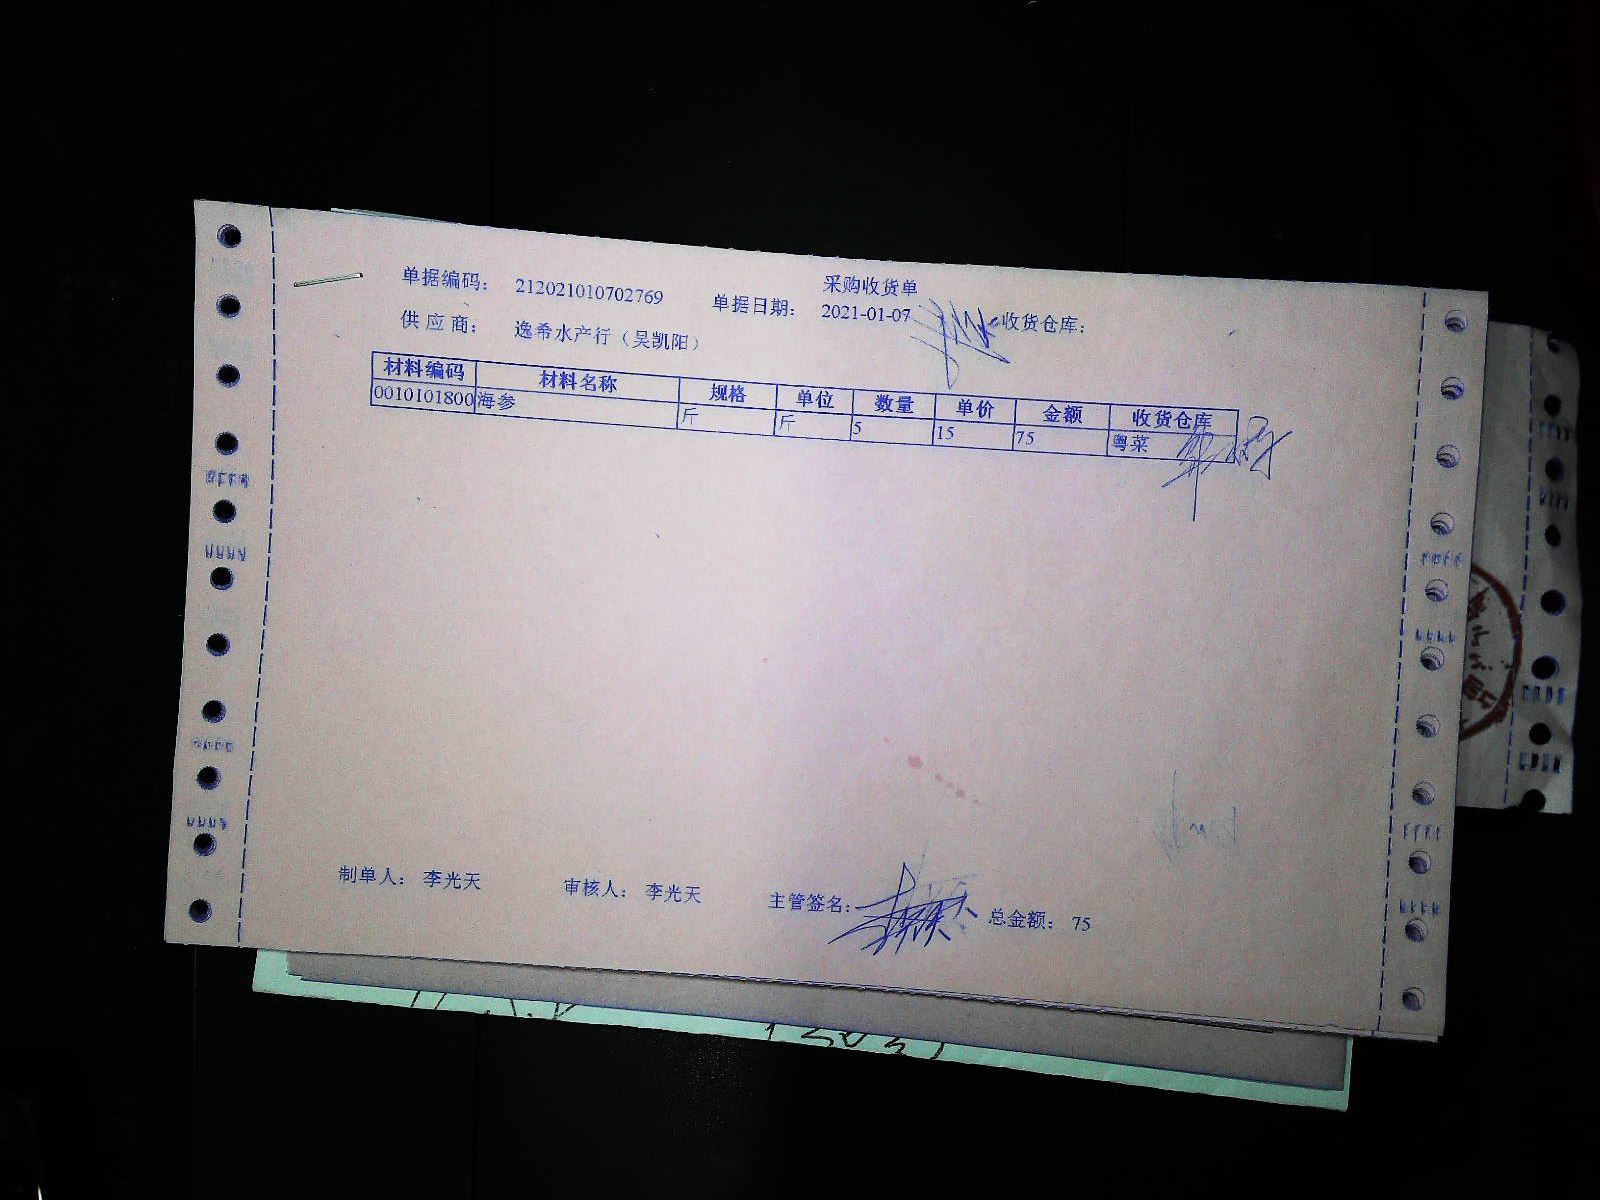 采购收货单
单据编码： 212021010702769 单据日期： 2021-01-07 收货仓库：
供应商： 逸希水产行（吴凯阳）
材料编码 材料名称 规格 单位 数量 单价 金额 收货仓库
0010101800 海参 斤 斤 5 15 75 粤菜
制单人： 李光天 审核人： 李光天 主管签名： 总金额： 75